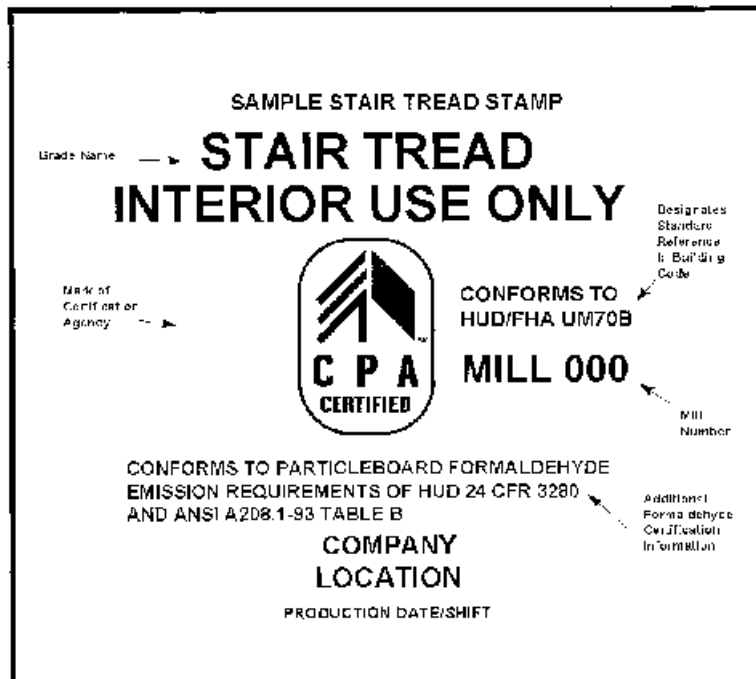 SAMPLE STAIR TREAD STAMP
Grade Name
STAIR TREAD
INTERIOR USE ONLY
Designates
Standard
Reference
In Building
Code
Mark of
Certification
Agency
CONFORMS TO
HUD/FHA UM70B
CPA
CERTIFIED
MILL 000
Mill
Number
CONFORMS TO PARTICLEBOARD FORMALDEHYDE
EMISSION REQUIREMENTS OF HUD 24 CFR 3280
AND ANSI A208.1-93 TABLE B
Additional
Formaldehyde
Certification
Information
COMPANY
LOCATION
PRODUCTION DATE/SHIFT